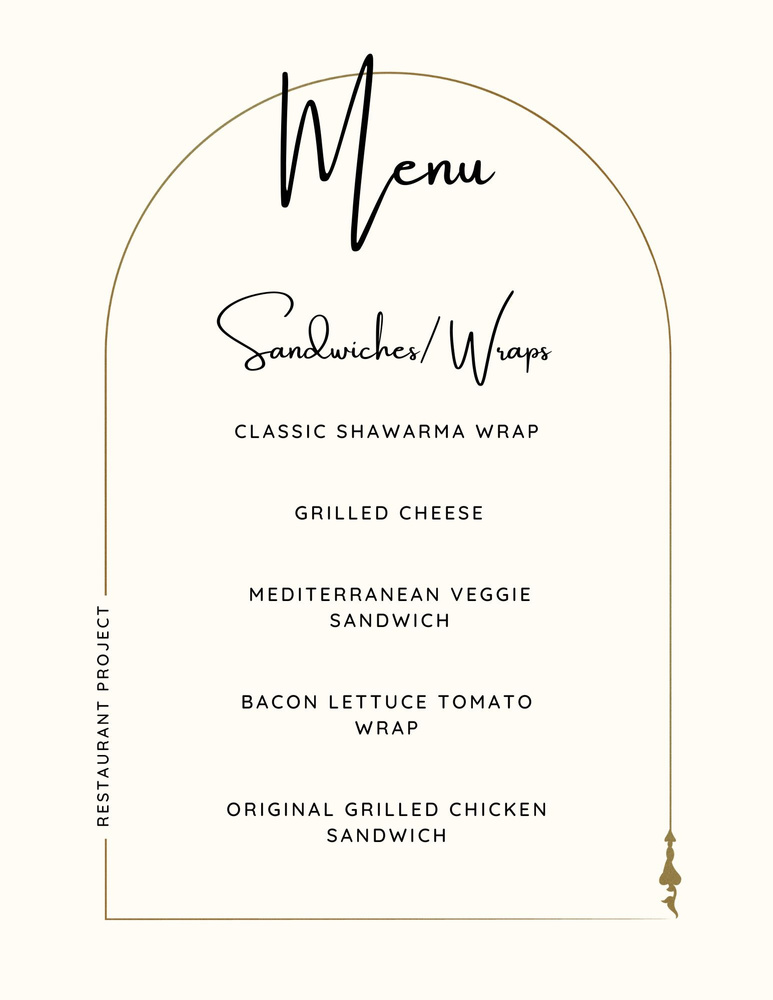 Menu
Sandwiches/Wraps
CLASSIC SHAWARMA WRAP
GRILLED CHEESE
MEDITERRANEAN VEGGIE
SANDWICH
BACON LETTUCE TOMATO
WRAP
ORIGINAL GRILLED CHICKEN
SANDWICH
RESTAURANT PROJECT